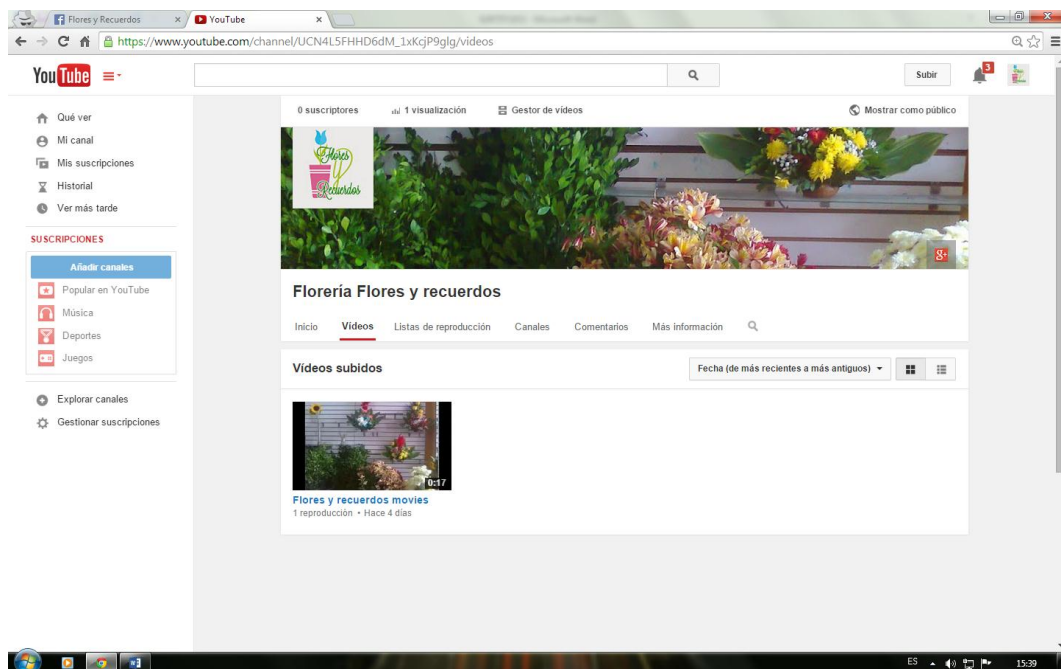 Flores y Recuerdos
YouTube
https://www.youtube.com/channel/UCN4L5FHHD6dM_1xKcjP9glg/videos
YouTube
Subir
3
Qué ver
Mi canal
Mis suscripciones
Historial
Ver más tarde
SUSCRIPCIONES
Añadir canales
Popular en YouTube
Música
Deportes
Juegos
Explorar canales
Gestionar suscripciones
0 suscriptores 1 visualización Gestor de vídeos Mostrar como público
Flores
y
Recuerdos
g+
Florería Flores y recuerdos
Inicio Vídeos Listas de reproducción Canales Comentarios Más información
Vídeos subidos
Fecha (de más recientes a más antiguos)
0:17
Flores y recuerdos movies
1 reproducción • Hace 4 días
ES 15:39